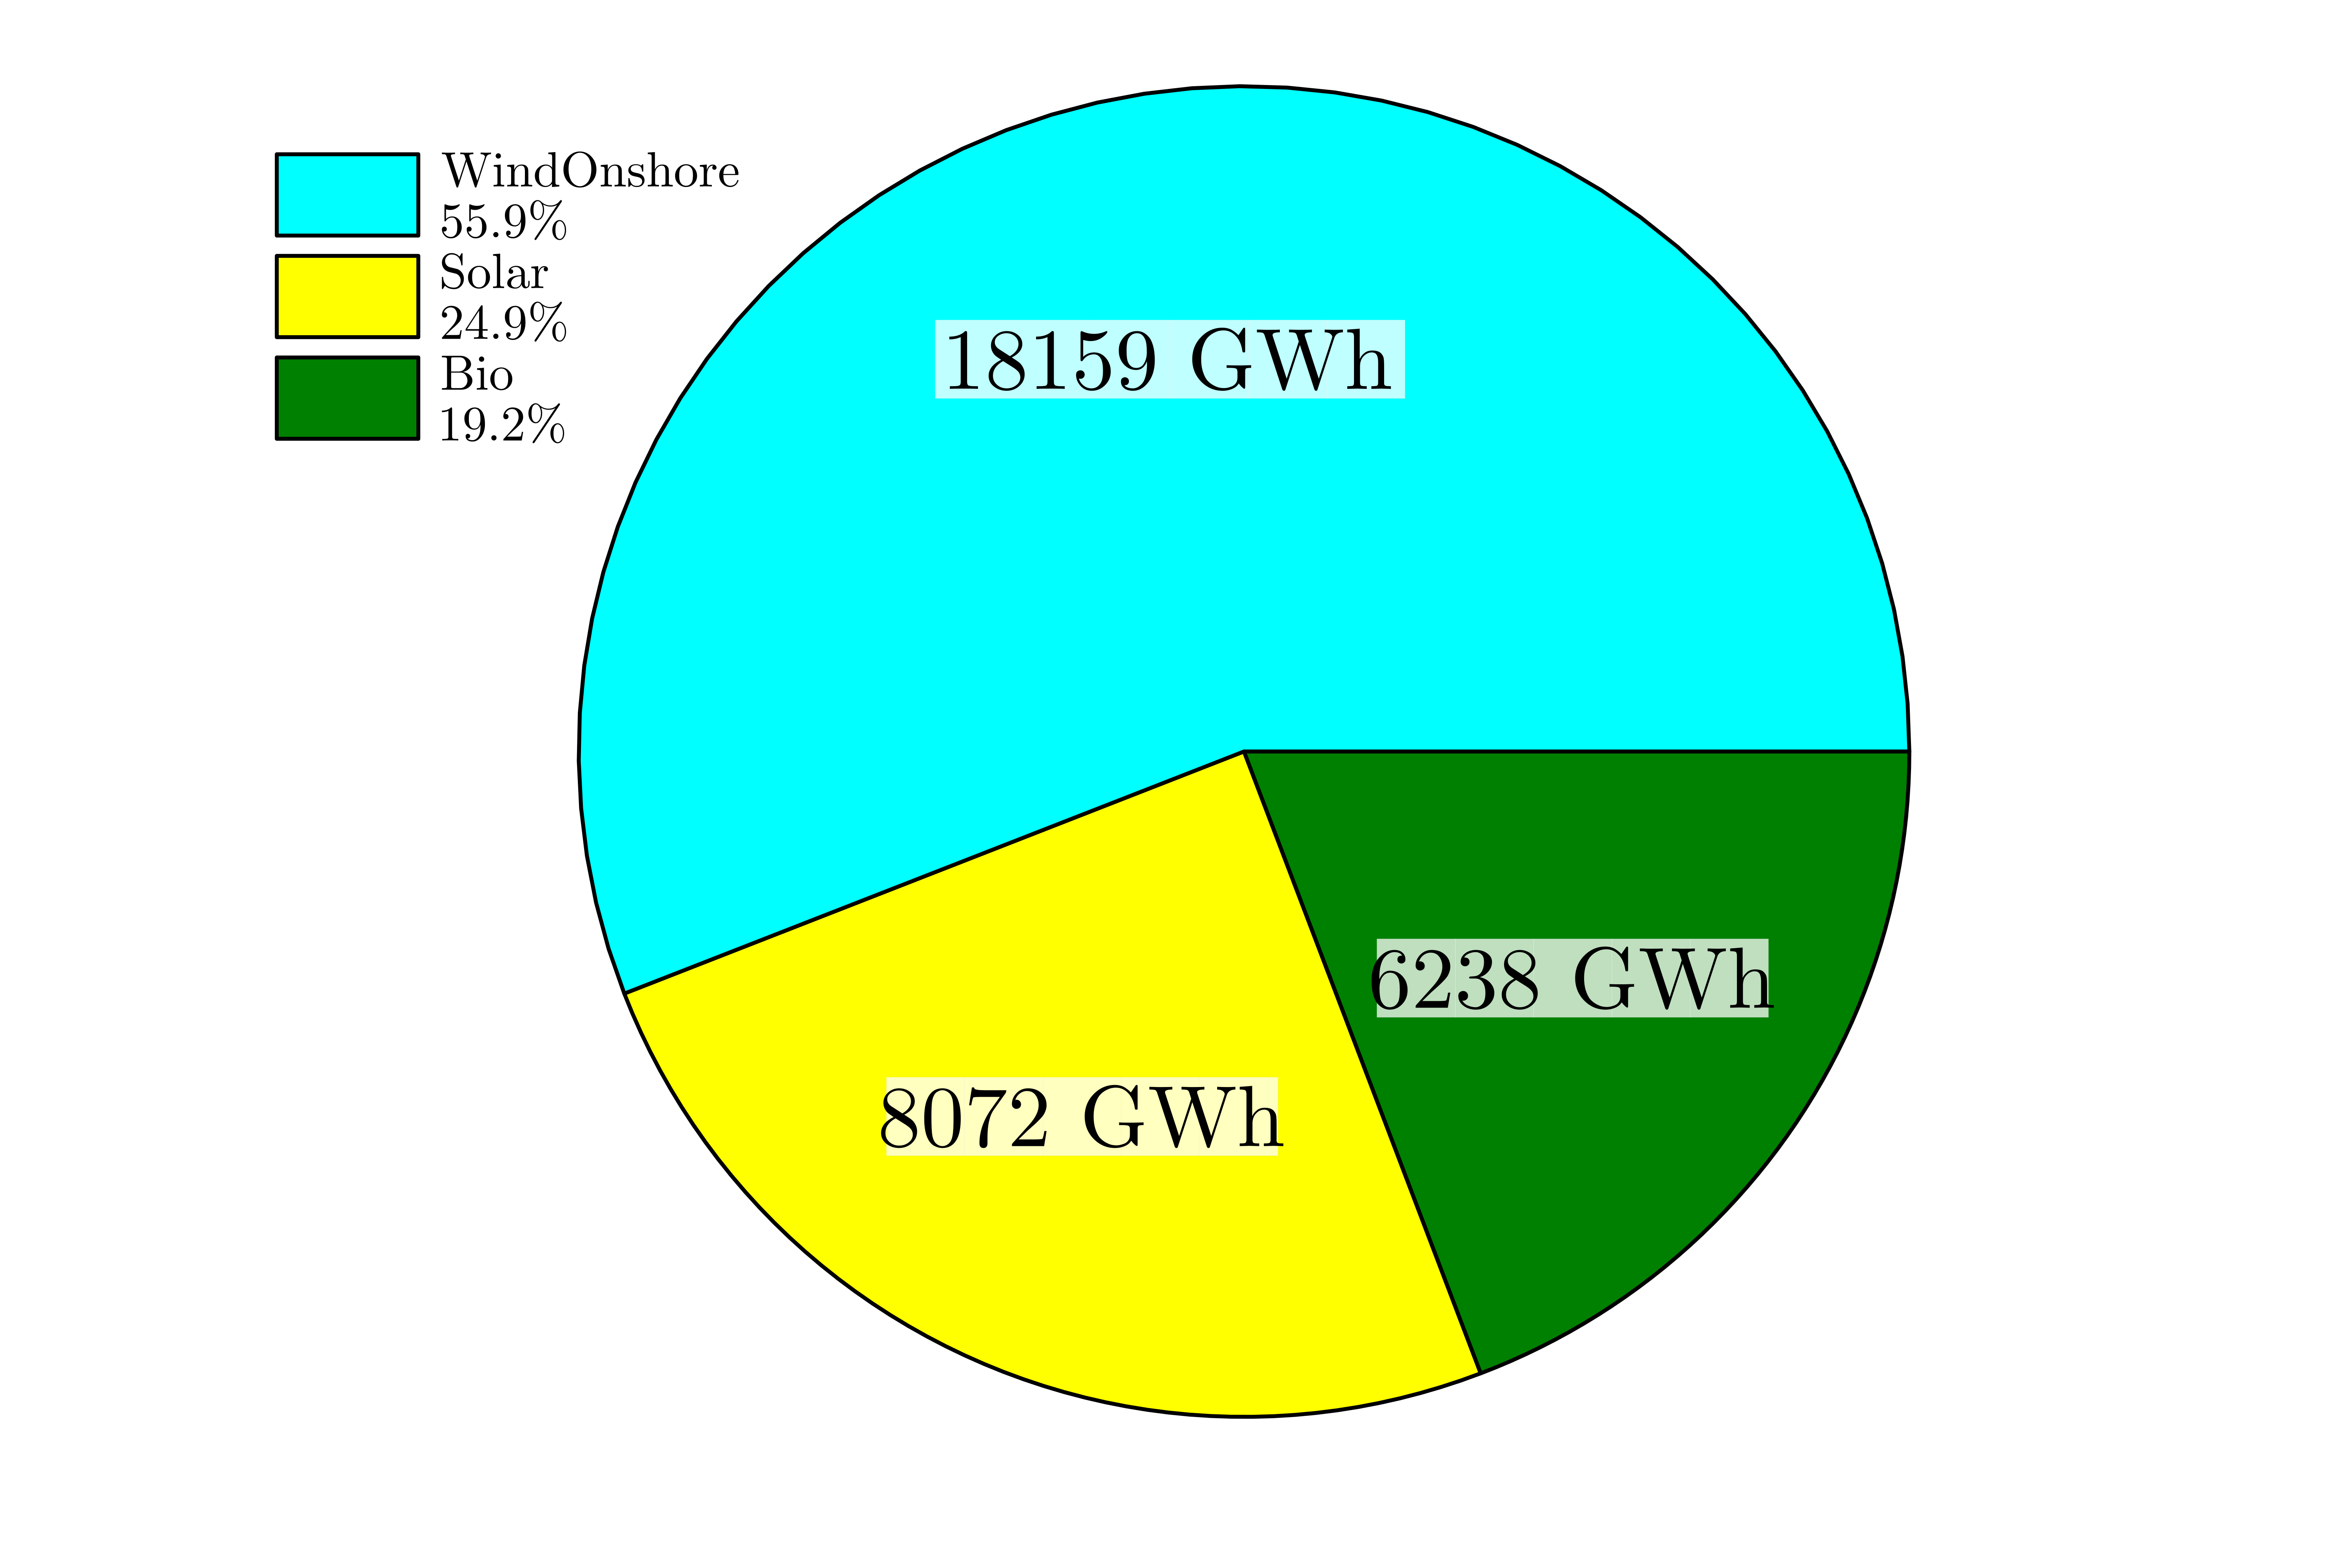 WindOnshore
55.9%
Solar
24.9%
Bio
19.2%
18159 GWh
6238 GWh
8072 GWh